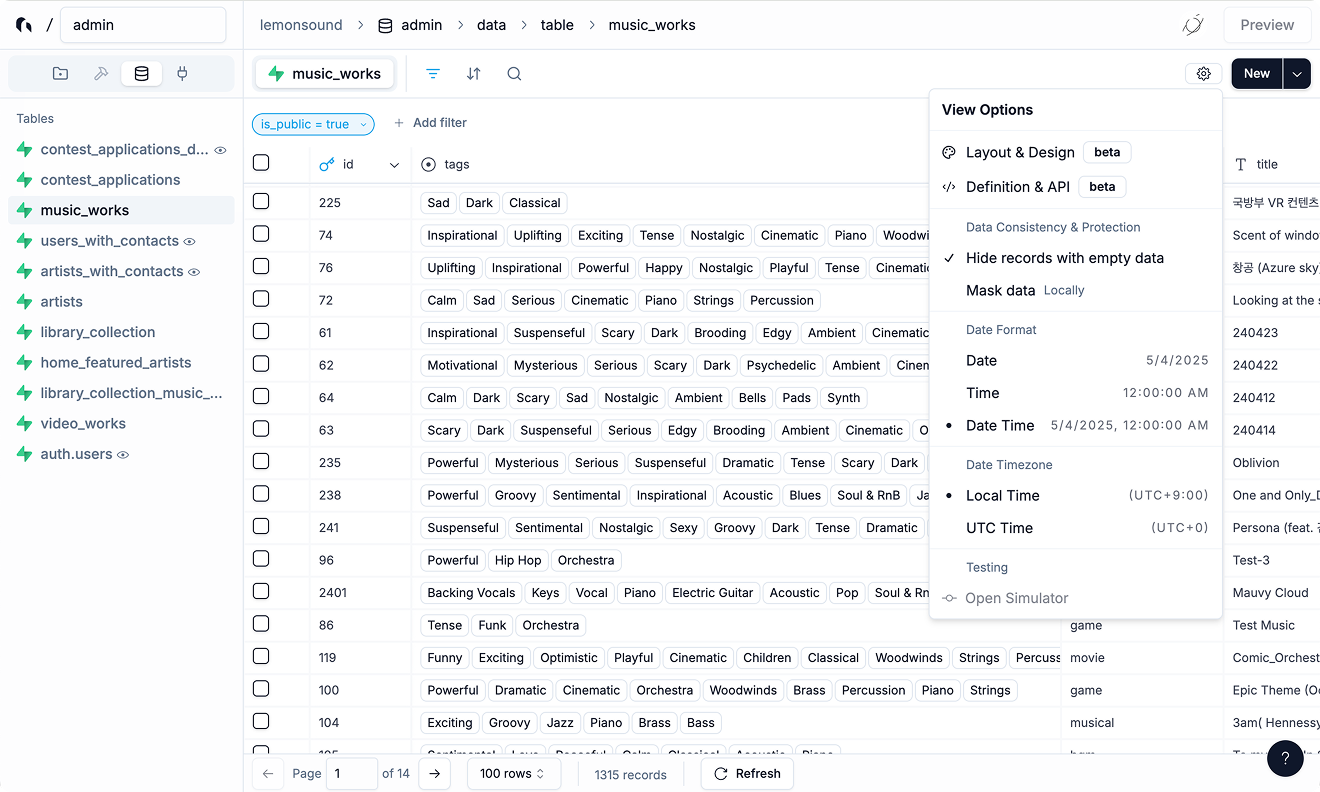 / admin
lemonsound > admin > data > table > music_works
Preview
music_works
New
Tables
contest_applications_d...
contest_applications
music_works
users_with_contacts
artists_with_contacts
artists
library_collection
home_featured_artists
library_collection_music_...
video_works
auth.users
is_public = true
+ Add filter
id tags title
225 Sad Dark Classical 국방부 VR 컨텐츠
74 Inspirational Uplifting Exciting Tense Nostalgic Cinematic Piano Woodwi Scent of windo
76 Uplifting Inspirational Powerful Happy Nostalgic Playful Tense Cinemati 창공 (Azure sky)
72 Calm Sad Serious Cinematic Piano Strings Percussion Looking at the s
61 Inspirational Suspenseful Scary Dark Brooding Edgy Ambient Cinematic 240423
62 Motivational Mysterious Serious Scary Dark Psychedelic Ambient Cinem 240422
64 Calm Dark Scary Sad Nostalgic Ambient Bells Pads Synth 240412
63 Scary Dark Suspenseful Serious Edgy Brooding Ambient Cinematic O 240414
235 Powerful Mysterious Serious Suspenseful Dramatic Tense Scary Dark Oblivion
238 Powerful Groovy Sentimental Inspirational Acoustic Blues Soul & RnB Ja One and Only_D
241 Suspenseful Sentimental Nostalgic Sexy Groovy Dark Tense Dramatic Persona (feat.
96 Powerful Hip Hop Orchestra Test-3
2401 Backing Vocals Keys Vocal Piano Electric Guitar Acoustic Pop Soul & Rn Mauvy Cloud
86 Tense Funk Orchestra game Test Music
119 Funny Exciting Optimistic Playful Cinematic Children Classical Woodwinds Strings Percuss movie Comic_Orchest
100 Powerful Dramatic Cinematic Orchestra Woodwinds Brass Percussion Piano Strings game Epic Theme (Oc
104 Exciting Groovy Jazz Piano Brass Bass musical 3am( Hennessy
View Options
Layout & Design beta
Definition & API beta
Data Consistency & Protection
Hide records with empty data
Mask data Locally
Date Format
Date 5/4/2025
Time 12:00:00 AM
Date Time 5/4/2025, 12:00:00 AM
Date Timezone
Local Time (UTC+9:00)
UTC Time (UTC+0)
Testing
Open Simulator
Page 1 of 14
100 rows
1315 records
Refresh
?